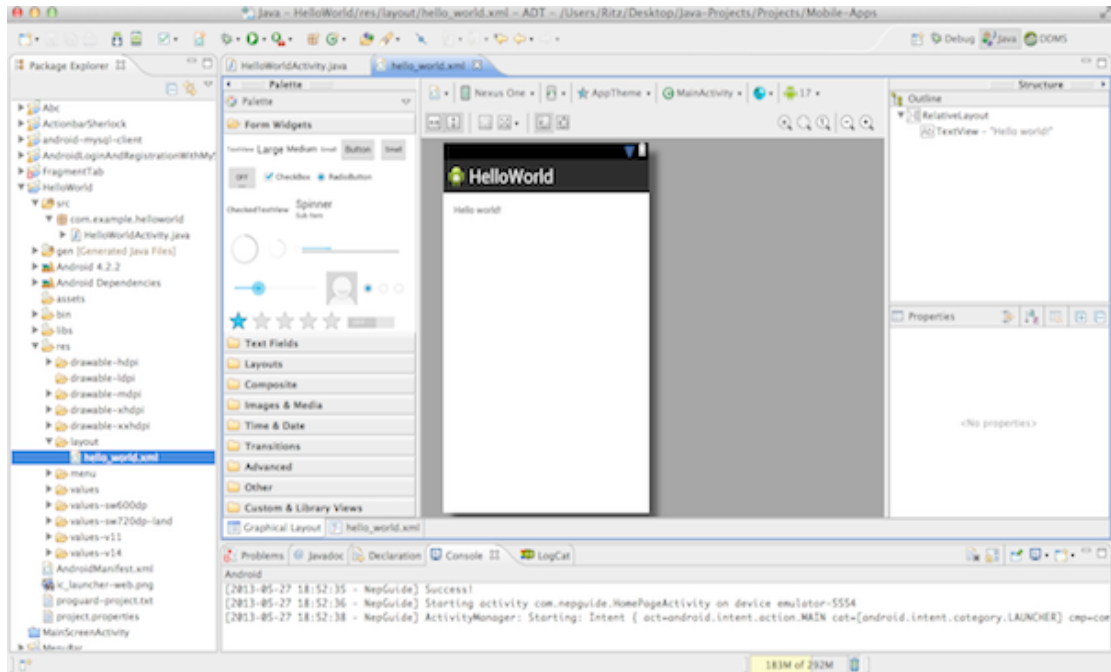 Java - HelloWorld/res/layout/hello_world.xml - ADT - /Users/Ritz/Desktop/Java-Projects/Projects/Mobile-Apps
Debug Java DDMS
Package Explorer
Abc
ActionbarSherlock
android-mysql-client
AndroidLoginAndRegistrationWithMy
FragmentTab
HelloWorld
src
com.example.helloworld
HelloWorldActivity.java
gen [Generated Java Files]
Android 4.2.2
Android Dependencies
assets
bin
libs
res
drawable-hdpi
drawable-ldpi
drawable-mdpi
drawable-xhdpi
drawable-xxhdpi
layout
hello_world.xml
menu
values
values-sw600dp
values-sw720dp-land
values-v11
values-v14
AndroidManifest.xml
ic_launcher-web.png
proguard-project.txt
project.properties
MainScreenActivity
MenuBar
HelloWorldActivity.java hello_world.xml
Palette
Palette
Form Widgets
TextView Large Medium Small Button Small
OFF CheckBox RadioButton
CheckedTextView Spinner
Sub Item
Text Fields
Layouts
Composite
Images & Media
Time & Date
Transitions
Advanced
Other
Custom & Library Views
Graphical Layout hello_world.xml
Nexus One AppTheme MainActivity 17
HelloWorld
Hello world!
Structure
Outline
RelativeLayout
TextView - "Hello world!"
Properties
<No properties>
Problems Javadoc Declaration Console LogCat
Android
[2013-05-27 18:52:35 - NepGuide] Success!
[2013-05-27 18:52:36 - NepGuide] Starting activity com.nepguide.HomePageActivity on device emulator-5554
[2013-05-27 18:52:38 - NepGuide] ActivityManager: Starting: Intent { act=android.intent.action.MAIN cat=[android.intent.category.LAUNCHER] cmp=com
183M of 292M